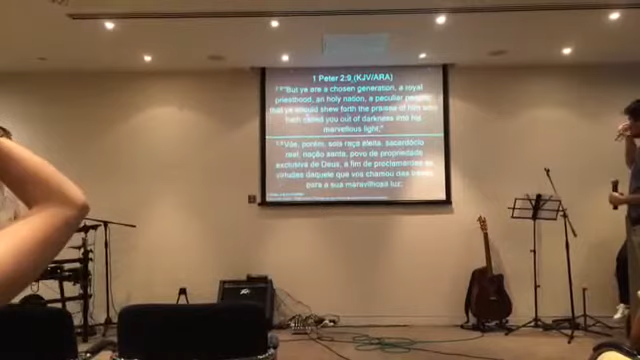 1 Peter 2:9 (KJV/ARA)
"But ye are a chosen generation, a royal
priesthood, an holy nation, a peculiar people;
that ye should shew forth the praises of him who
hath called you out of darkness into his
marvellous light;"
"Vós, porém, sois raça eleita, sacerdócio
real, nação santa, povo de propriedade
exclusiva de Deus, a fim de proclamardes as
virtudes daquele que vos chamou das trevas
para a sua maravilhosa luz;